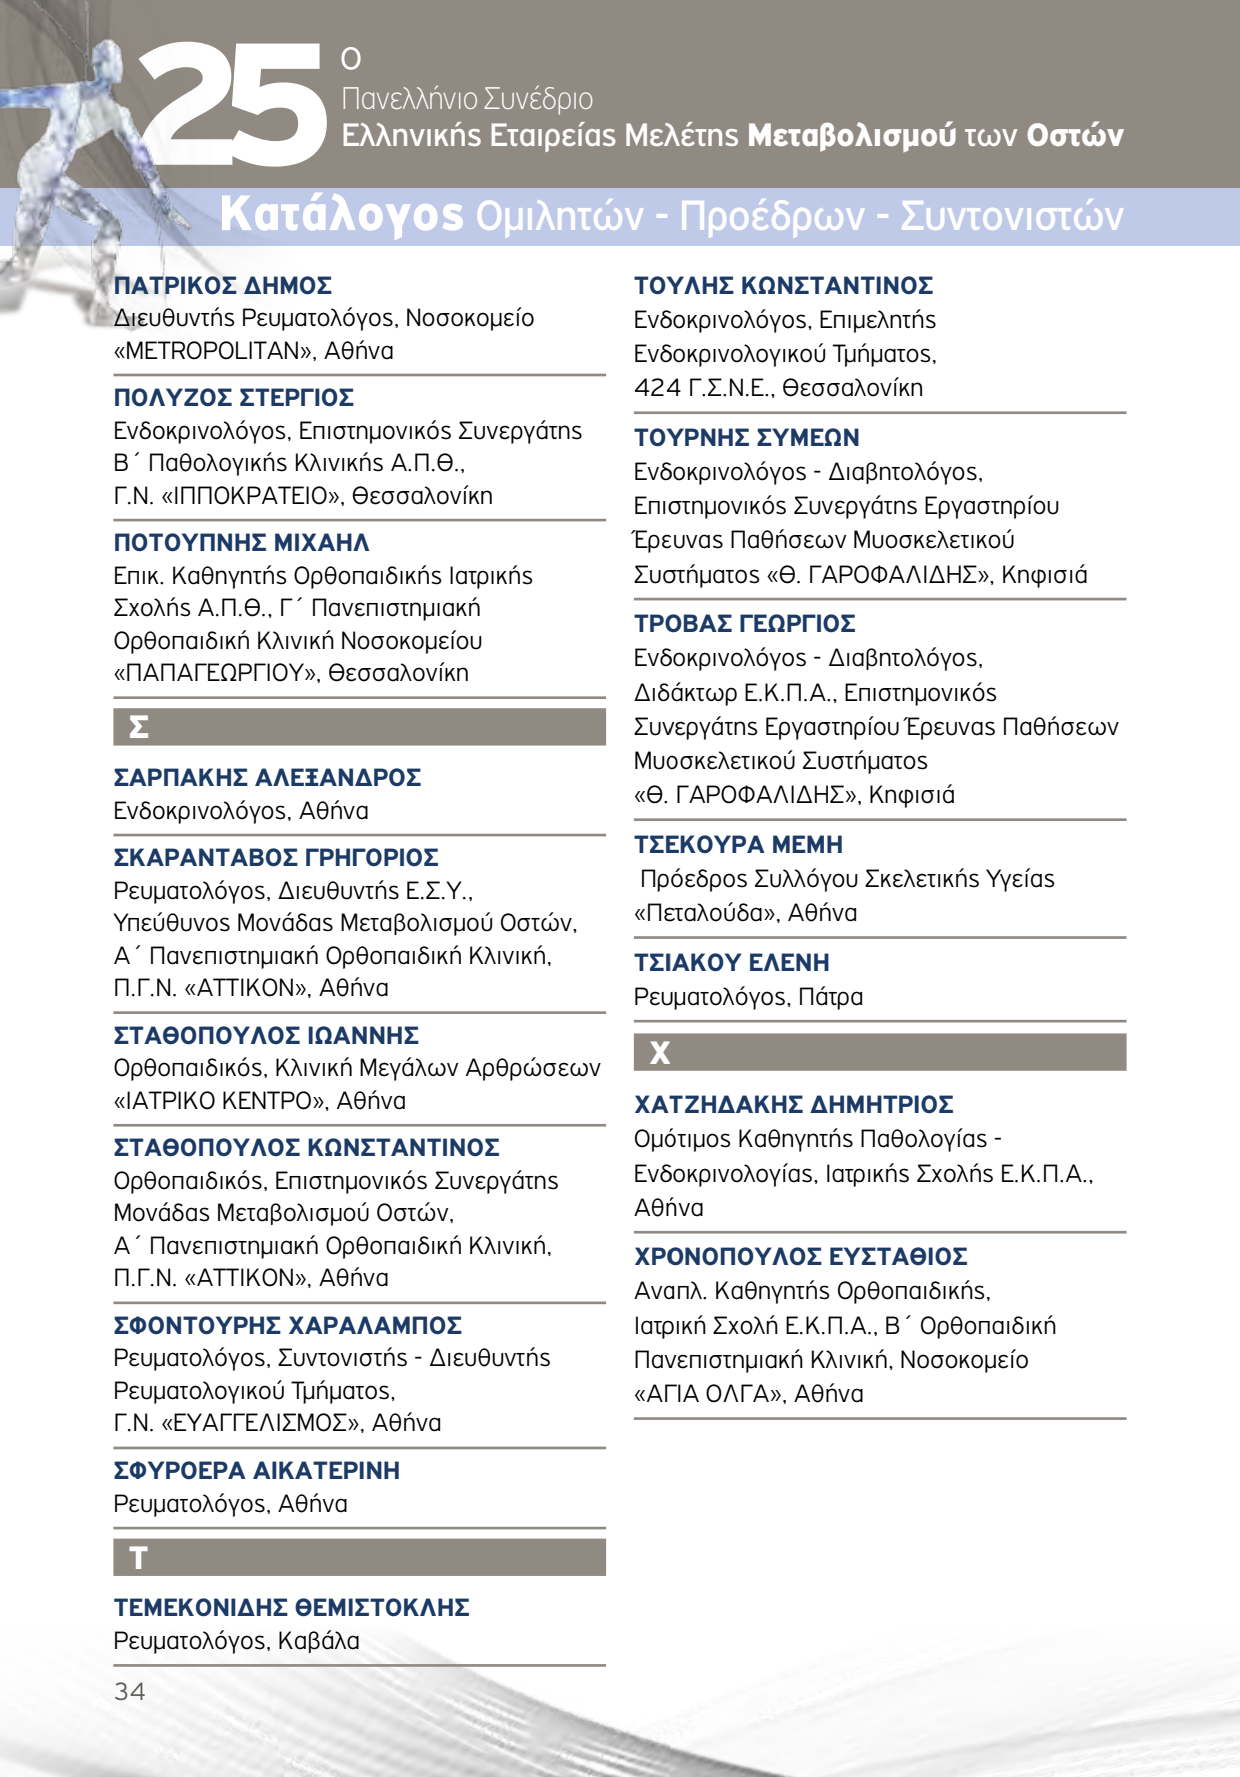 25ο
Πανελλήνιο Συνέδριο
Ελληνικής Εταιρείας Μελέτης Μεταβολισμού των Οστών
Κατάλογος Ομιλητών - Προέδρων - Συντονιστών
ΠΑΤΡΙΚΟΣ ΔΗΜΟΣ
Διευθυντής Ρευματολόγος, Νοσοκομείο
«METROPOLITAN», Αθήνα
ΠΟΛΥΖΟΣ ΣΤΕΡΓΙΟΣ
Ενδοκρινολόγος, Επιστημονικός Συνεργάτης
Β΄ Παθολογικής Κλινικής Α.Π.Θ.,
Γ.Ν. «ΙΠΠΟΚΡΑΤΕΙΟ», Θεσσαλονίκη
ΠΟΤΟΥΠΝΗΣ ΜΙΧΑΗΛ
Επικ. Καθηγητής Ορθοπαιδικής Ιατρικής
Σχολής Α.Π.Θ., Γ΄ Πανεπιστημιακή
Ορθοπαιδική Κλινική Νοσοκομείου
«ΠΑΠΑΓΕΩΡΓΙΟΥ», Θεσσαλονίκη
Σ
ΣΑΡΠΑΚΗΣ ΑΛΕΞΑΝΔΡΟΣ
Ενδοκρινολόγος, Αθήνα
ΣΚΑΡΑΝΤΑΒΟΣ ΓΡΗΓΟΡΙΟΣ
Ρευματολόγος, Διευθυντής Ε.Σ.Υ.,
Υπεύθυνος Μονάδας Μεταβολισμού Οστών,
Α΄ Πανεπιστημιακή Ορθοπαιδική Κλινική,
Π.Γ.Ν. «ΑΤΤΙΚΟΝ», Αθήνα
ΣΤΑΘΟΠΟΥΛΟΣ ΙΩΑΝΝΗΣ
Ορθοπαιδικός, Κλινική Μεγάλων Αρθρώσεων
«ΙΑΤΡΙΚΟ ΚΕΝΤΡΟ», Αθήνα
ΣΤΑΘΟΠΟΥΛΟΣ ΚΩΝΣΤΑΝΤΙΝΟΣ
Ορθοπαιδικός, Επιστημονικός Συνεργάτης
Μονάδας Μεταβολισμού Οστών,
Α΄ Πανεπιστημιακή Ορθοπαιδική Κλινική,
Π.Γ.Ν. «ΑΤΤΙΚΟΝ», Αθήνα
ΣΦΟΝΤΟΥΡΗΣ ΧΑΡΑΛΑΜΠΟΣ
Ρευματολόγος, Συντονιστής - Διευθυντής
Ρευματολογικού Τμήματος,
Γ.Ν. «ΕΥΑΓΓΕΛΙΣΜΟΣ», Αθήνα
ΣΦΥΡΟΕΡΑ ΑΙΚΑΤΕΡΙΝΗ
Ρευματολόγος, Αθήνα
Τ
ΤΕΜΕΚΟΝΙΔΗΣ ΘΕΜΙΣΤΟΚΛΗΣ
Ρευματολόγος, Καβάλα
34
ΤΟΥΛΗΣ ΚΩΝΣΤΑΝΤΙΝΟΣ
Ενδοκρινολόγος, Επιμελητής
Ενδοκρινολογικού Τμήματος,
424 Γ.Σ.Ν.Ε., Θεσσαλονίκη
ΤΟΥΡΝΗΣ ΣΥΜΕΩΝ
Ενδοκρινολόγος - Διαβητολόγος,
Επιστημονικός Συνεργάτης Εργαστηρίου
Έρευνας Παθήσεων Μυοσκελετικού
Συστήματος «Θ. ΓΑΡΟΦΑΛΙΔΗΣ», Κηφισιά
ΤΡΟΒΑΣ ΓΕΩΡΓΙΟΣ
Ενδοκρινολόγος - Διαβητολόγος,
Διδάκτωρ Ε.Κ.Π.Α., Επιστημονικός
Συνεργάτης Εργαστηρίου Έρευνας Παθήσεων
Μυοσκελετικού Συστήματος
«Θ. ΓΑΡΟΦΑΛΙΔΗΣ», Κηφισιά
ΤΣΕΚΟΥΡΑ ΜΕΜΗ
Πρόεδρος Συλλόγου Σκελετικής Υγείας
«Πεταλούδα», Αθήνα
ΤΣΙΑΚΟΥ ΕΛΕΝΗ
Ρευματολόγος, Πάτρα
Χ
ΧΑΤΖΗΔΑΚΗΣ ΔΗΜΗΤΡΙΟΣ
Ομότιμος Καθηγητής Παθολογίας -
Ενδοκρινολογίας, Ιατρικής Σχολής Ε.Κ.Π.Α.,
Αθήνα
ΧΡΟΝΟΠΟΥΛΟΣ ΕΥΣΤΑΘΙΟΣ
Αναπλ. Καθηγητής Ορθοπαιδικής,
Ιατρική Σχολή Ε.Κ.Π.Α., Β΄ Ορθοπαιδική
Πανεπιστημιακή Κλινική, Νοσοκομείο
«ΑΓΙΑ ΟΛΓΑ», Αθήνα